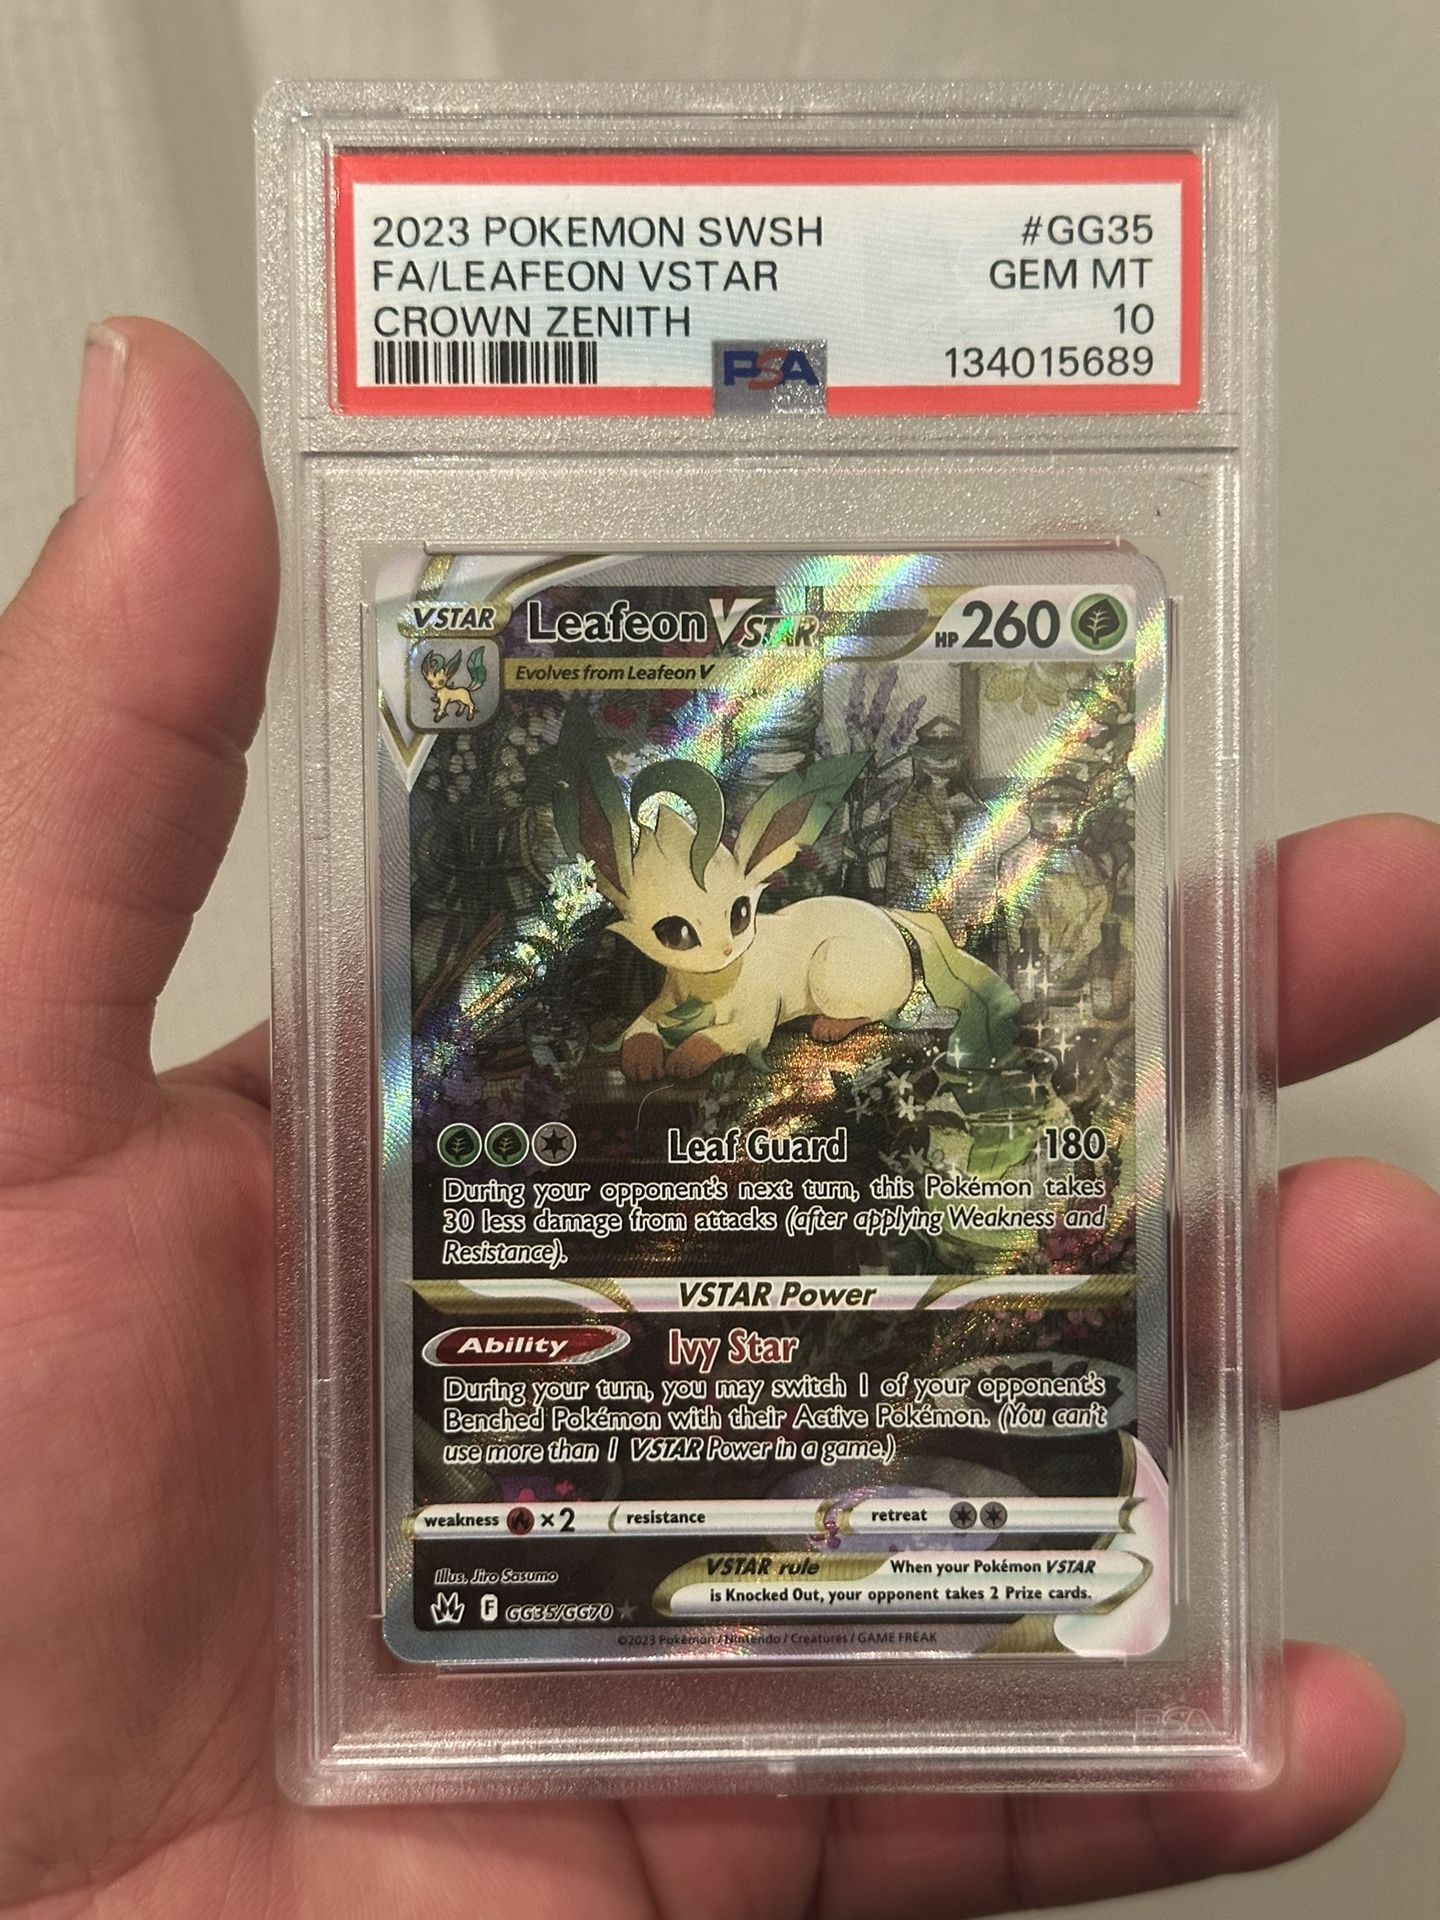 2023 POKEMON SWSH #GG35
FA/LEAFEON VSTAR GEM MT
CROWN ZENITH 10
PSA 134015689
VSTAR Leafeon VSTAR HP 260
Evolves from Leafeon V
Leaf Guard 180
During your opponent's next turn, this Pokémon takes
30 less damage from attacks (after applying Weakness and
Resistance).
VSTAR Power
Ability Ivy Star
During your turn, you may switch 1 of your opponent's
Benched Pokémon with their Active Pokémon. (You can't
use more than 1 VSTAR Power in a game.)
weakness ×2 resistance retreat
Illus. Jiro Sasumo
VSTAR rule When your Pokémon VSTAR
is Knocked Out, your opponent takes 2 Prize cards.
F GG35/GG70
©2023 Pokémon / Nintendo / Creatures / GAME FREAK
PSA